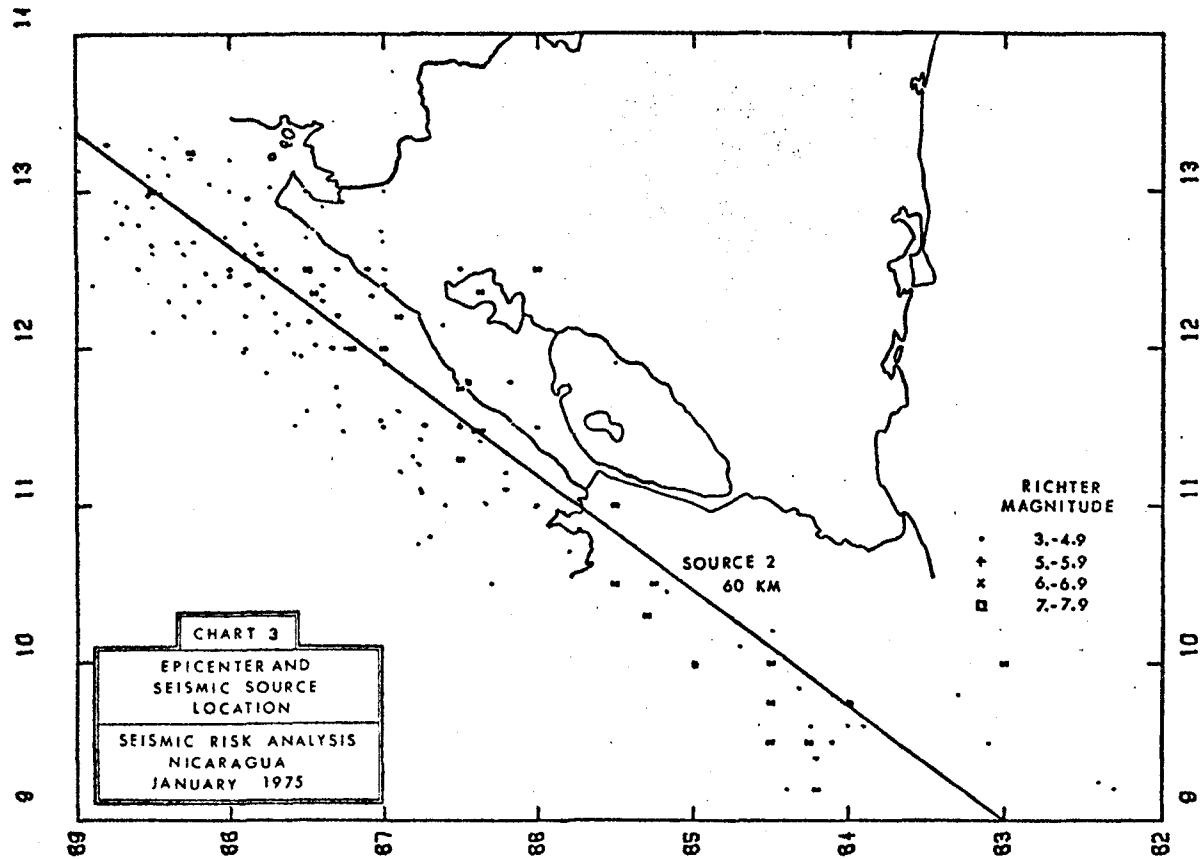 14
13
13
12
12
11
11
10
10
9
9
89
88
87
86
85
84
83
82
SOURCE 2
60 KM
RICHTER
MAGNITUDE
3.-4.9
5.-5.9
6.-6.9
7.-7.9
CHART 3
EPICENTER AND
SEISMIC SOURCE
LOCATION
SEISMIC RISK ANALYSIS
NICARAGUA
JANUARY 1975